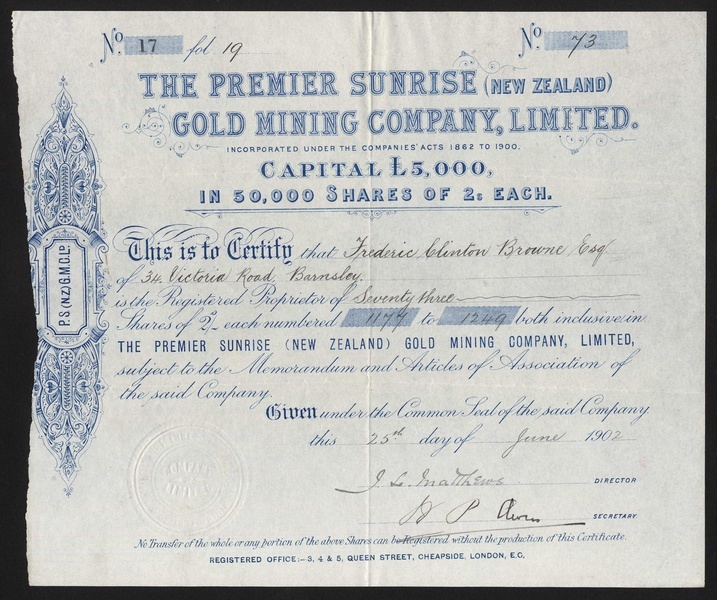 No. 17 fol 19 No. 73
THE PREMIER SUNRISE (NEW ZEALAND)
GOLD MINING COMPANY, LIMITED.
INCORPORATED UNDER THE COMPANIES' ACTS 1862 TO 1900.
CAPITAL £5,000,
IN 50,000 SHARES OF 2s EACH.
This is to Certify that Frederic Clinton Browne Esq
of 34 Victoria Road, Barnsley.
is the Registered Proprietor of Seventy three
Shares of 2/- each numbered 1177 to 1249 both inclusive in
THE PREMIER SUNRISE (NEW ZEALAND) GOLD MINING COMPANY, LIMITED,
subject to the Memorandum and Articles of Association of
the said Company.
Given under the Common Seal of the said Company.
this 25th day of June 1902
J. L. Matthews DIRECTOR
P SECRETARY
No Transfer of the whole or any portion of the above Shares can be Registered without the production of this Certificate.
REGISTERED OFFICE:- 3, 4 & 5, QUEEN STREET, CHEAPSIDE, LONDON, E.C.
P.S (N.Z) G.M.C LD.